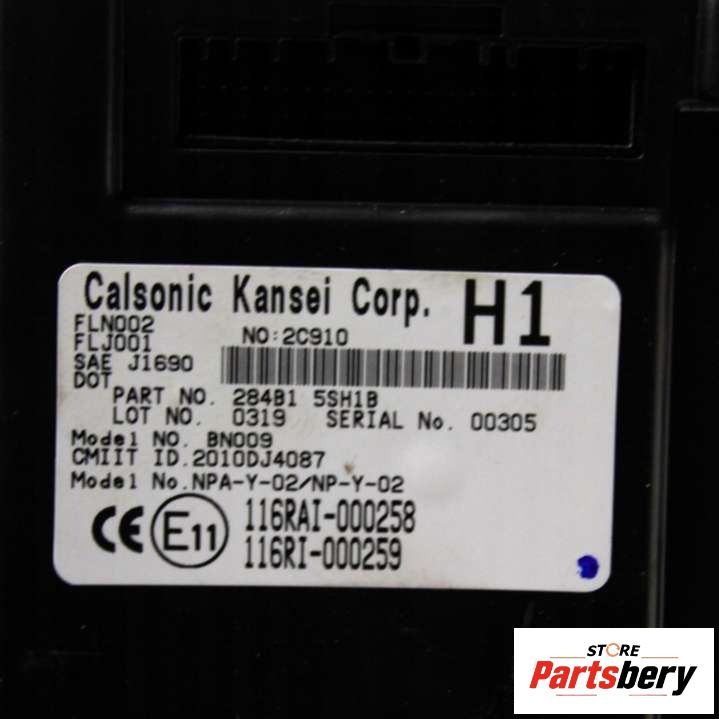 Calsonic Kansei Corp. H1
FLN002
FLJ001 NO:2C910
SAE J1690
DOT
PART NO. 284B1 5SH1B
LOT NO. 0319 SERIAL No. 00305
Model NO. BN009
CMIIT ID.2010DJ4087
Model No.NPA-Y-02/NP-Y-02
CE E11 116RAI-000258
116RI-000259
STORE
Partsbery